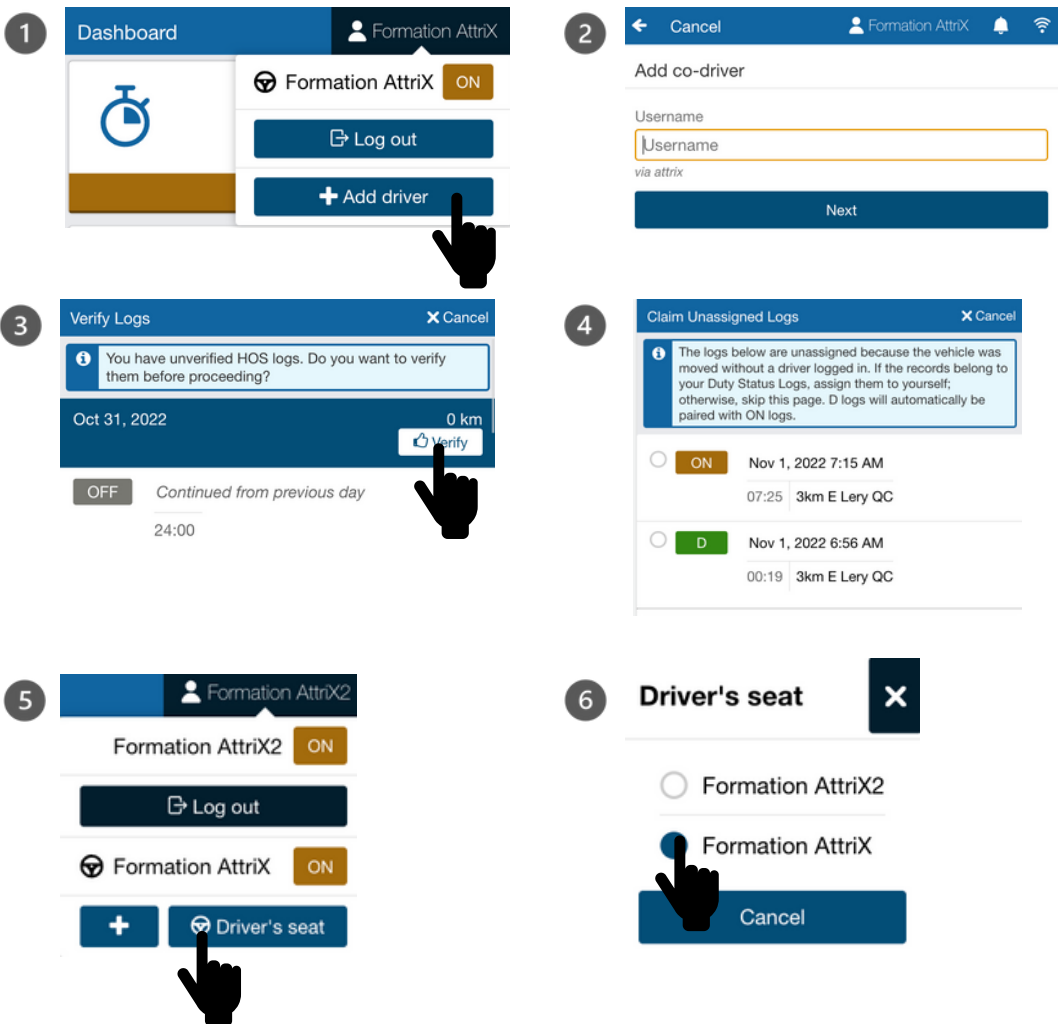 1
Dashboard
Formation AttriX
Formation AttriX ON
Log out
Add driver
2
Cancel
Formation AttriX
Add co-driver
Username
Username
via attrix
Next
3
Verify Logs
Cancel
You have unverified HOS logs. Do you want to verify
them before proceeding?
Oct 31, 2022
0 km
Verify
OFF
Continued from previous day
24:00
4
Claim Unassigned Logs
Cancel
The logs below are unassigned because the vehicle was
moved without a driver logged in. If the records belong to
your Duty Status Logs, assign them to yourself;
otherwise, skip this page. D logs will automatically be
paired with ON logs.
ON Nov 1, 2022 7:15 AM
07:25 3km E Lery QC
D Nov 1, 2022 6:56 AM
00:19 3km E Lery QC
5
Formation AttriX2
Formation AttriX2 ON
Log out
Formation AttriX ON
Driver's seat
6
Driver's seat
Formation AttriX2
Formation AttriX
Cancel